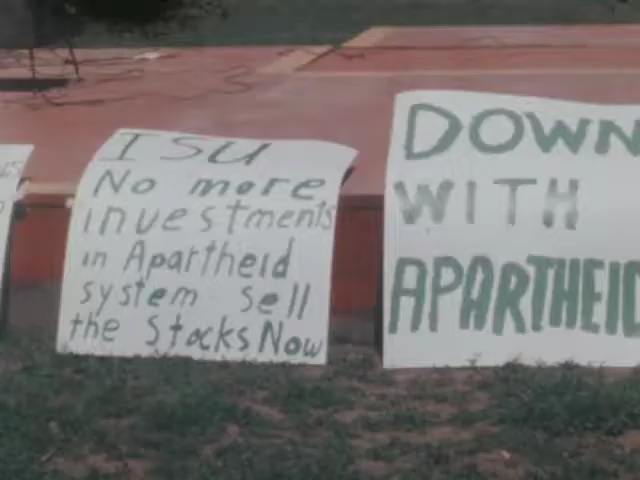 ISU
No more
investments
in Apartheid
system Sell
the Stocks Now
DOWN
WITH
APARTHEID